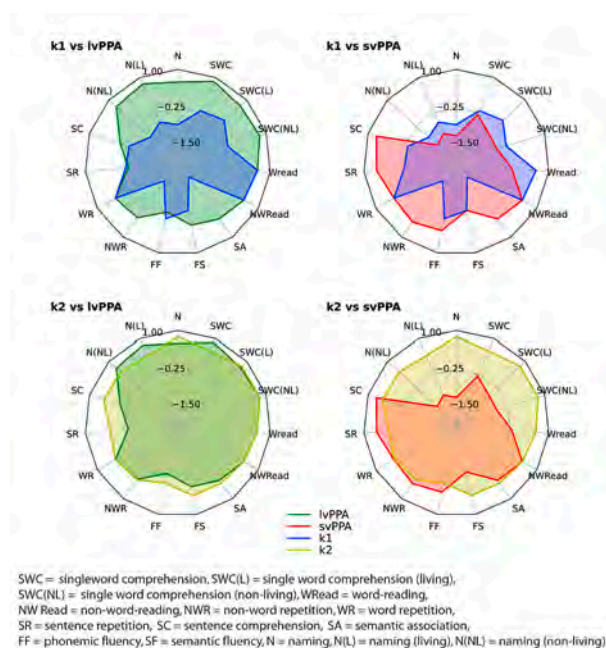 k1 vs lvPPA
k1 vs svPPA
N
SWC
SWC(L)
SWC(NL)
Wread
NWRead
SA
FS
FF
NWR
WR
SR
SC
N(NL)
N(L)
1.00
-0.25
-1.50
N
SWC
SWC(L)
SWC(NL)
Wread
NWRead
SA
FS
FF
NWR
WR
SR
SC
N(NL)
N(L)
1.00
-0.25
-1.50
k2 vs lvPPA
k2 vs svPPA
N
SWC
SWC(L)
SWC(NL)
Wread
NWRead
SA
FS
FF
NWR
WR
SR
SC
N(NL)
N(L)
1.00
-0.25
-1.50
N
SWC
SWC(L)
SWC(NL)
Wread
NWRead
SA
FS
FF
NWR
WR
SR
SC
N(NL)
N(L)
1.00
-0.25
-1.50
lvPPA
svPPA
k1
k2
SWC = singleword comprehension, SWC(L) = single word comprehension (living),
SWC(NL) = single word comprehension (non-living), WRead = word-reading,
NW Read = non-word-reading, NWR = non-word repetition, WR = word repetition,
SR = sentence repetition, SC = sentence comprehension, SA = semantic association,
FF = phonemic fluency, SF = semantic fluency, N = naming, N(L) = naming (living), N(NL) = naming (non-living)